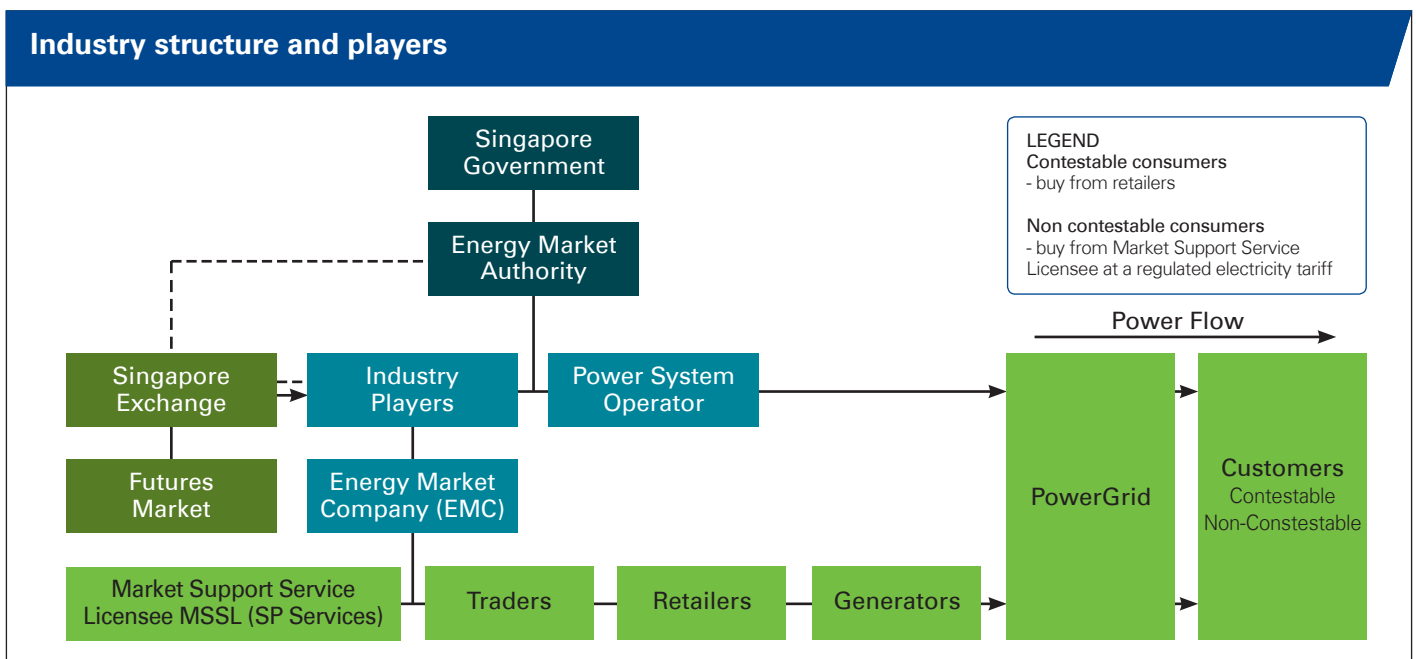 Industry structure and players
Singapore
Government
LEGEND
Contestable consumers
- buy from retailers
Non contestable consumers
- buy from Market Support Service
Licensee at a regulated electricity tariff
Energy Market
Authority
Power Flow
Singapore
Exchange
Industry
Players
Power System
Operator
Futures
Market
Energy Market
Company (EMC)
PowerGrid
Customers
Contestable
Non-Constestable
Market Support Service
Licensee MSSL (SP Services)
Traders
Retailers
Generators